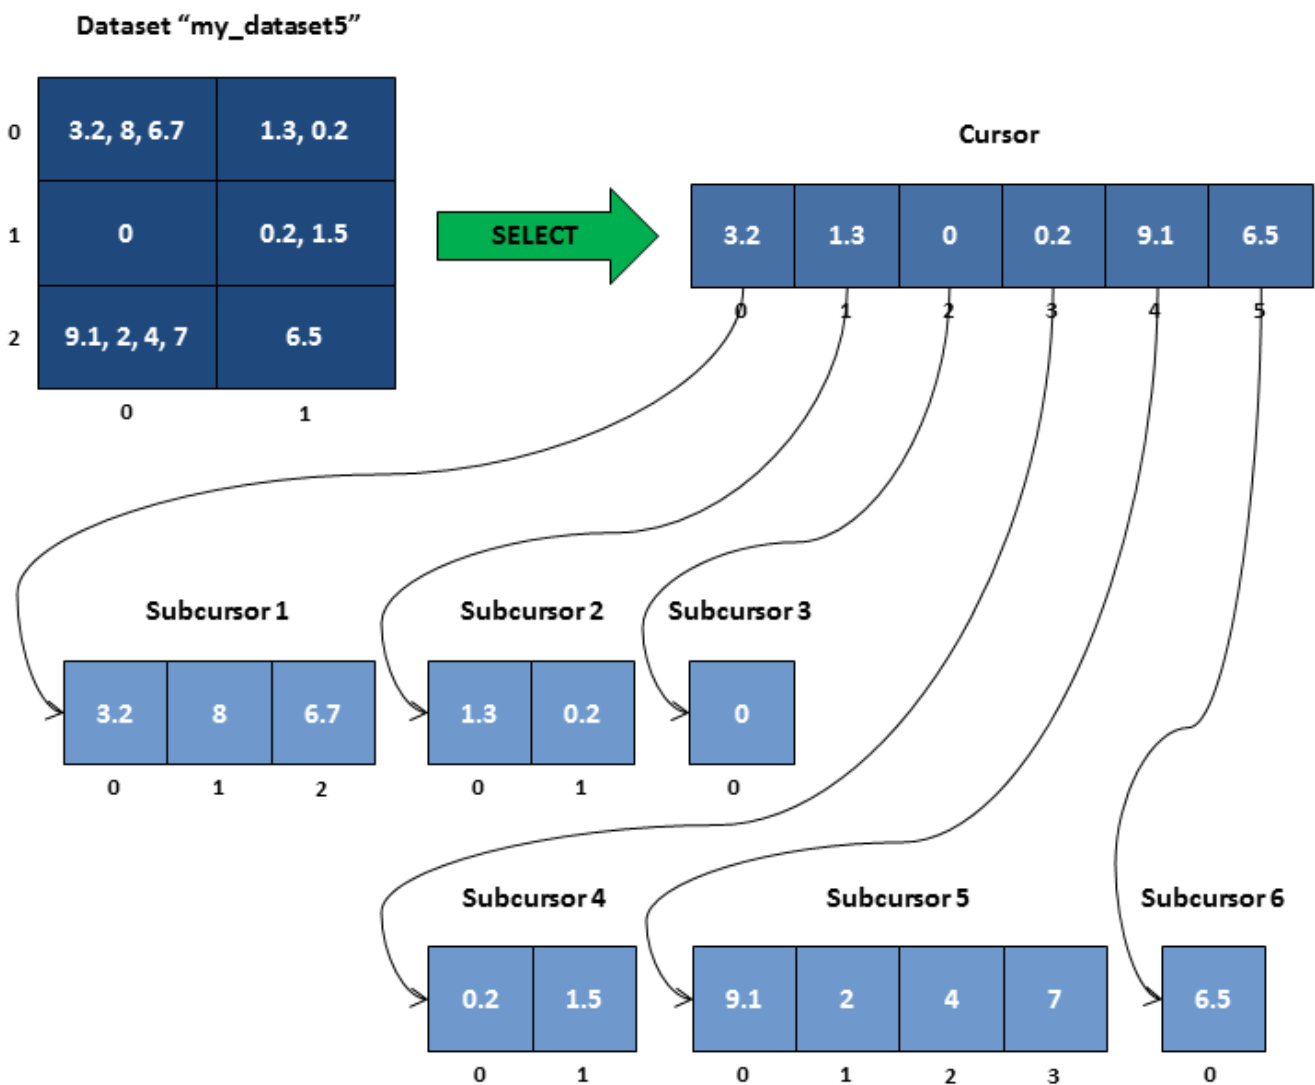 Dataset “my_dataset5”
0 3.2, 8, 6.7 1.3, 0.2
Cursor
1 0 0.2, 1.5
SELECT
3.2 1.3 0 0.2 9.1 6.5
0 1 2 3 4 5
2 9.1, 2, 4, 7 6.5
0 1
Subcursor 1 Subcursor 2 Subcursor 3
3.2 8 6.7 1.3 0.2 0
0 1 2 0 1 0
Subcursor 4 Subcursor 5 Subcursor 6
0.2 1.5 9.1 2 4 7 6.5
0 1 0 1 2 3 0